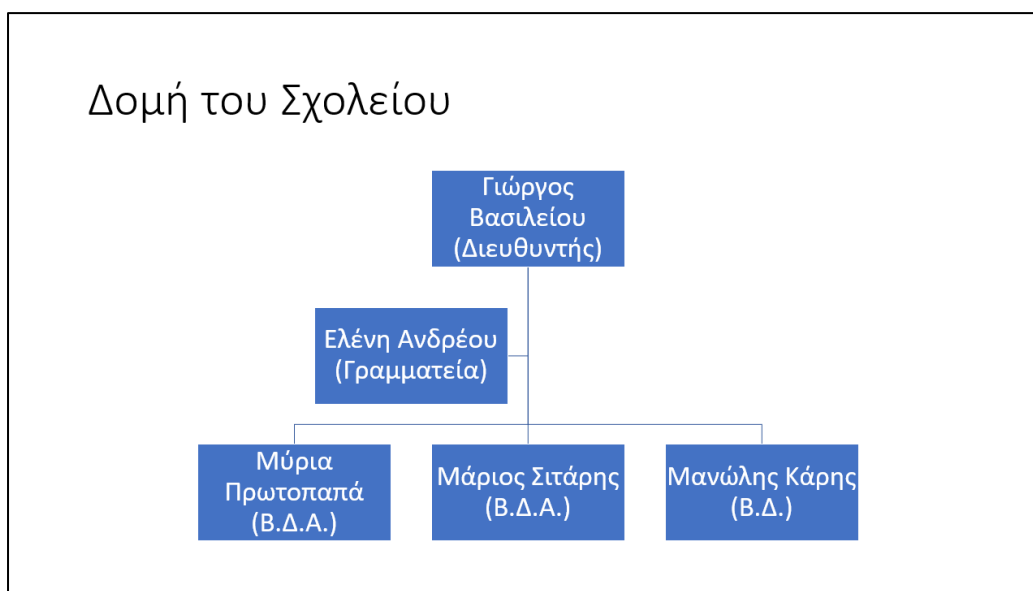 Δομή του Σχολείου
Γιώργος
Βασιλείου
(Διευθυντής)
Ελένη Ανδρέου
(Γραμματεία)
Μύρια
Πρωτοπαπά
(Β.Δ.Α.)
Μάριος Σιτάρης
(Β.Δ.Α.)
Μανώλης Κάρης
(Β.Δ.)